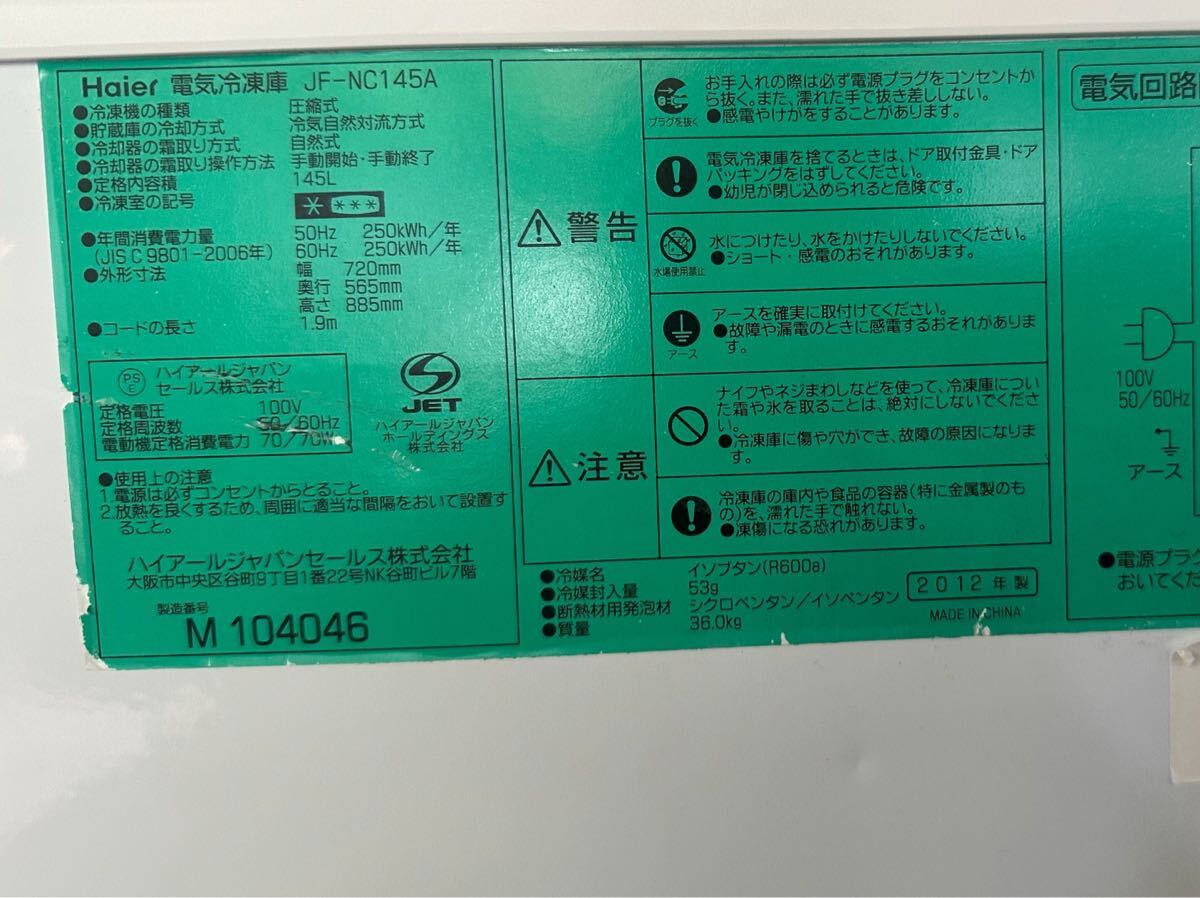 Haier 電気冷凍庫 JF-NC145A
●冷凍機の種類 圧縮式
●貯蔵庫の冷却方式 冷気自然対流方式
●冷却器の霜取り方式 自然式
●冷却器の霜取り操作方法 手動開始・手動終了
●定格内容積 145L
●冷凍室の記号
●年間消費電力量 50Hz 250kWh/年
(JIS C 9801-2006年) 60Hz 250kWh/年
●外形寸法 幅 720mm
奥行 565mm
高さ 885mm
●コードの長さ 1.9m
PS
E
ハイアールジャパン
セールス株式会社
定格電圧 100V
定格周波数 50/60Hz
電動機定格消費電力 70/70W
JET
ハイアールジャパン
ホールディングス
株式会社
●使用上の注意
1.電源は必ずコンセントからとること。
2.放熱を良くするため、周囲に適当な間隔をおいて設置す
ること。
ハイアールジャパンセールス株式会社
大阪市中央区谷町9丁目1番22号NK谷町ビル7階
製造番号
M 104046
警告
プラグを抜く
お手入れの際は必ず電源プラグをコンセントか
ら抜く。また、濡れた手で抜き差ししない。
●感電やけがをすることがあります。
電気冷凍庫を捨てるときは、ドア取付金具・ドア
パッキングをはずしてください。
●幼児が閉じ込められると危険です。
水場使用禁止
水につけたり、水をかけたりしないでください。
●ショート・感電のおそれがあります。
アース
アースを確実に取付けてください。
●故障や漏電のときに感電するおそれがありま
す。
注意
ナイフやネジまわしなどを使って、冷凍庫につい
た霜や氷を取ることは、絶対にしないでくださ
い。
●冷凍庫に傷や穴ができ、故障の原因になりま
す。
冷凍庫の庫内や食品の容器(特に金属製のも
の)を、濡れた手で触れない。
●凍傷になる恐れがあります。
●冷媒名 イソブタン(R600a)
●冷媒封入量 53g
●断熱材用発泡材 シクロペンタン/イソペンタン
●質量 36.0kg
2012年製
MADE IN CHINA
電気回路
100V
50/60Hz
アース
●電源プラグ
おいてくだ